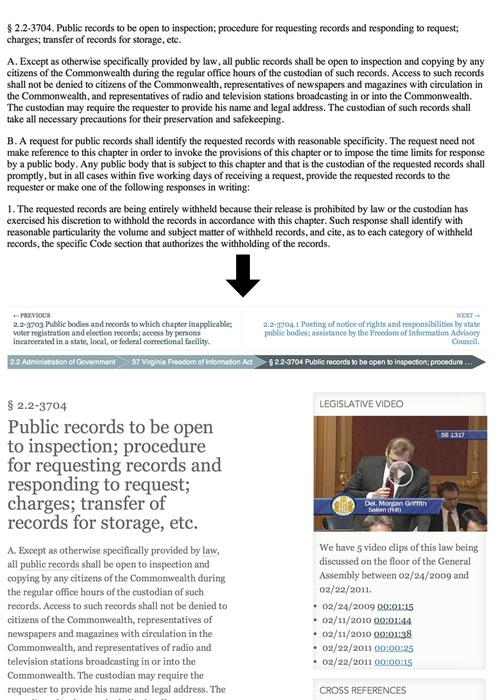 § 2.2-3704. Public records to be open to inspection; procedure for requesting records and responding to request;
charges; transfer of records for storage, etc.
A. Except as otherwise specifically provided by law, all public records shall be open to inspection and copying by any
citizens of the Commonwealth during the regular office hours of the custodian of such records. Access to such records
shall not be denied to citizens of the Commonwealth, representatives of newspapers and magazines with circulation in
the Commonwealth, and representatives of radio and television stations broadcasting in or into the Commonwealth.
The custodian may require the requester to provide his name and legal address. The custodian of such records shall
take all necessary precautions for their preservation and safekeeping.
B. A request for public records shall identify the requested records with reasonable specificity. The request need not
make reference to this chapter in order to invoke the provisions of this chapter or to impose the time limits for response
by a public body. Any public body that is subject to this chapter and that is the custodian of the requested records shall
promptly, but in all cases within five working days of receiving a request, provide the requested records to the
requester or make one of the following responses in writing:
1. The requested records are being entirely withheld because their release is prohibited by law or the custodian has
exercised his discretion to withhold the records in accordance with this chapter. Such response shall identify with
reasonable particularity the volume and subject matter of withheld records, and cite, as to each category of withheld
records, the specific Code section that authorizes the withholding of the records.
← PREVIOUS
2.2-3703 Public bodies and records to which chapter inapplicable;
voter registration and election records; access by persons
incarcerated in a state, local, or federal correctional facility.
NEXT →
2.2-3704.1 Posting of notice of rights and responsibilities by state
public bodies; assistance by the Freedom of Information Advisory
Council.
2.2 Administration of Government
37 Virginia Freedom of Information Act
§ 2.2-3704 Public records to be open to inspection; procedure ...
§ 2.2-3704
Public records to be open
to inspection; procedure
for requesting records and
responding to request;
charges; transfer of
records for storage, etc.
A. Except as otherwise specifically provided by law,
all public records shall be open to inspection and
copying by any citizens of the Commonwealth during
the regular office hours of the custodian of such
records. Access to such records shall not be denied to
citizens of the Commonwealth, representatives of
newspapers and magazines with circulation in the
Commonwealth, and representatives of radio and
television stations broadcasting in or into the
Commonwealth. The custodian may require the
requester to provide his name and legal address. The
LEGISLATIVE VIDEO
SB 1317
Del. Morgan Griffith
Salem (R-8)
We have 5 video clips of this law being
discussed on the floor of the General
Assembly between 02/24/2009 and
02/22/2011.
• 02/24/2009 00:01:15
• 02/11/2010 00:01:44
• 02/11/2010 00:01:38
• 02/22/2011 00:00:25
• 02/22/2011 00:00:15
CROSS REFERENCES